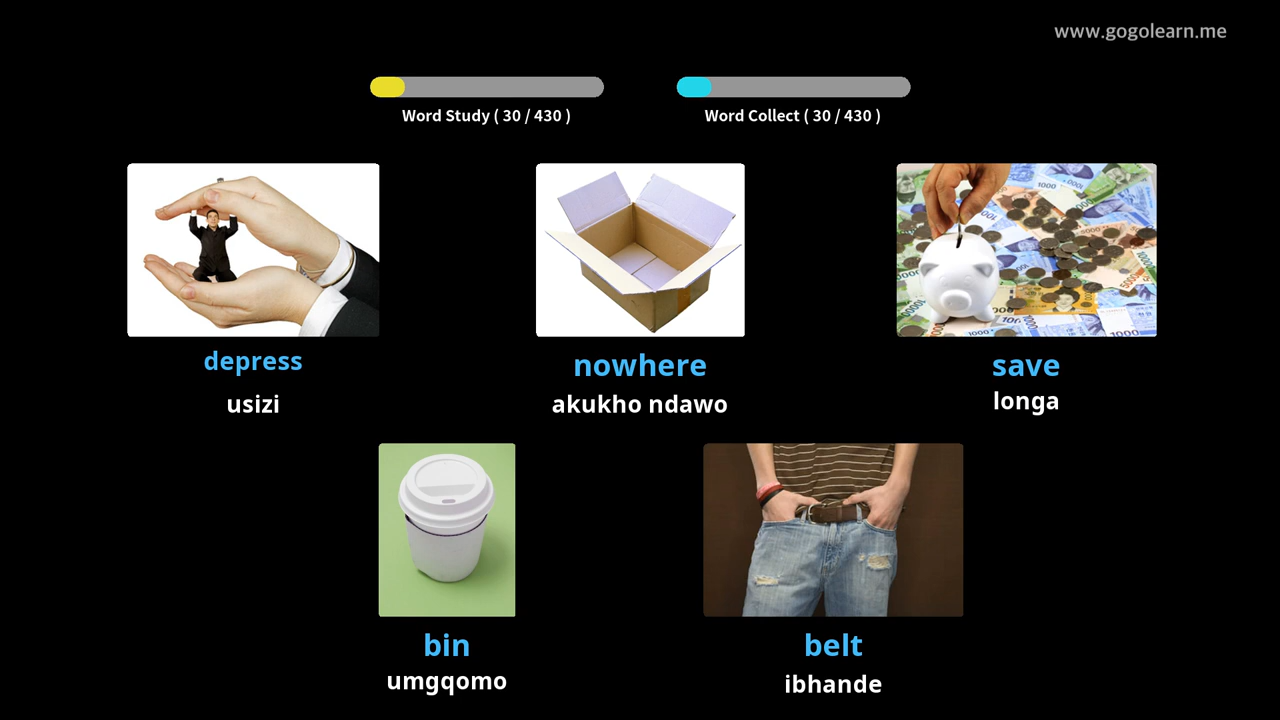 www.gogolearn.me
Word Study ( 30 / 430 )
Word Collect ( 30 / 430 )
depress
usizi
nowhere
akukho ndawo
save
longa
bin
umgqomo
belt
ibhande